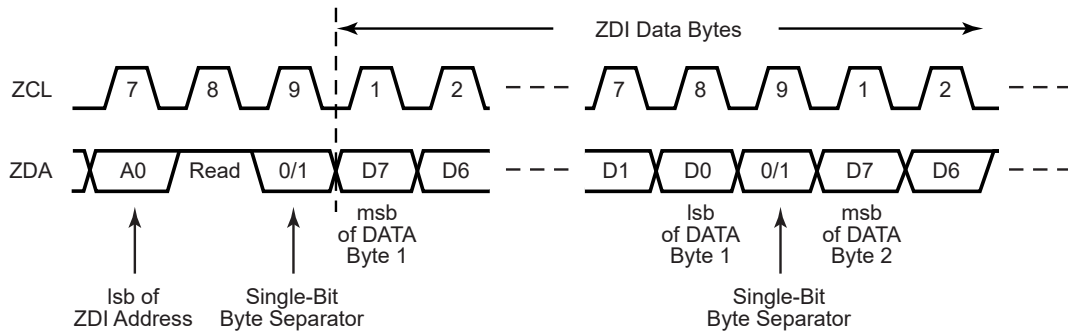 ZDI Data Bytes
ZCL 7 8 9 1 2 7 8 9 1 2
ZDA A0 Read 0/1 D7 D6 D1 D0 0/1 D7 D6
msb
of DATA
Byte 1
lsb
of DATA
Byte 1
msb
of DATA
Byte 2
lsb of
ZDI Address
Single-Bit
Byte Separator
Single-Bit
Byte Separator